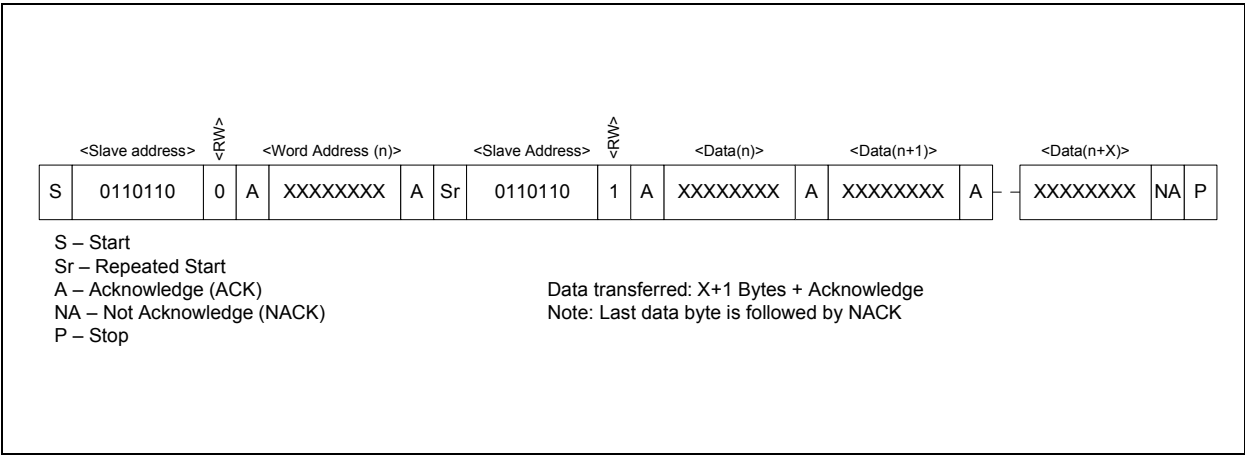 <Slave address> <RW> <Word Address (n)> <Slave Address> <RW> <Data(n)> <Data(n+1)> <Data(n+X)>
S 0110110 0 A XXXXXXXX A Sr 0110110 1 A XXXXXXXX A XXXXXXXX A XXXXXXXX NA P
S – Start
Sr – Repeated Start
A – Acknowledge (ACK)
NA – Not Acknowledge (NACK)
P – Stop
Data transferred: X+1 Bytes + Acknowledge
Note: Last data byte is followed by NACK